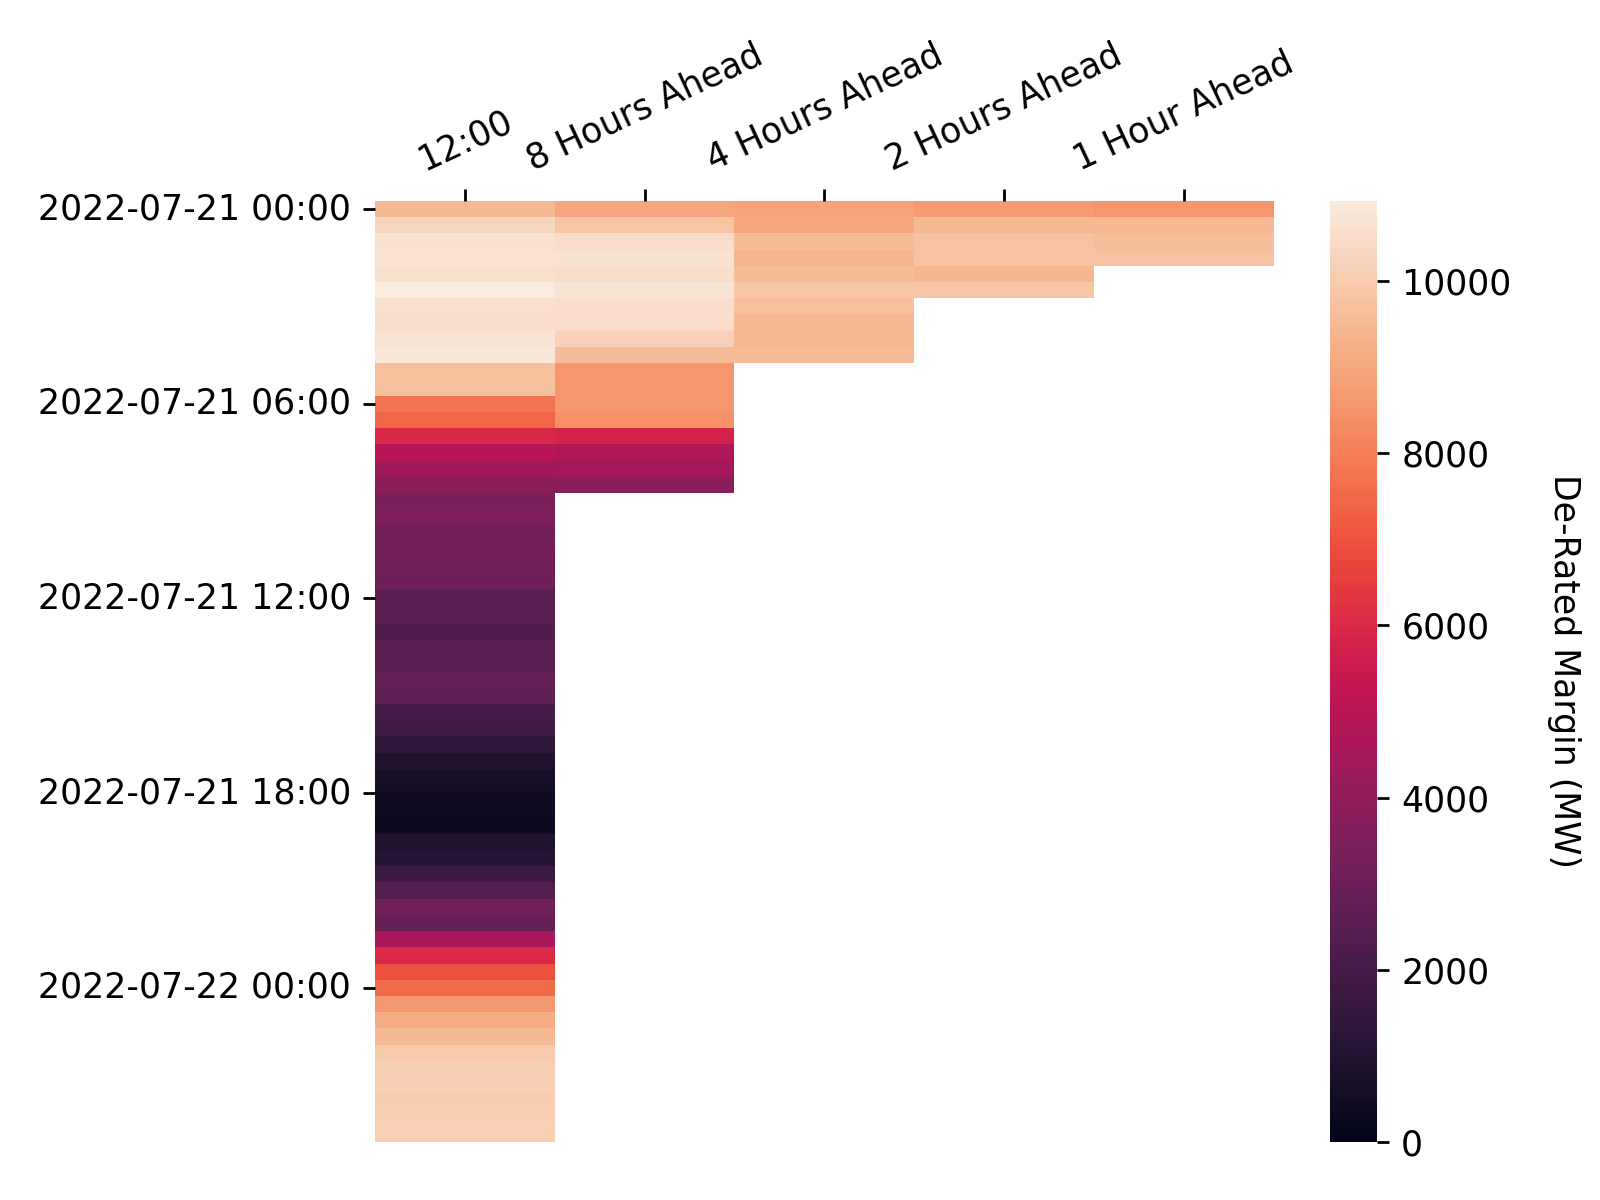 12:00
8 Hours Ahead
4 Hours Ahead
2 Hours Ahead
1 Hour Ahead
2022-07-21 00:00
2022-07-21 06:00
2022-07-21 12:00
2022-07-21 18:00
2022-07-22 00:00
10000
8000
6000
4000
2000
0
De-Rated Margin (MW)